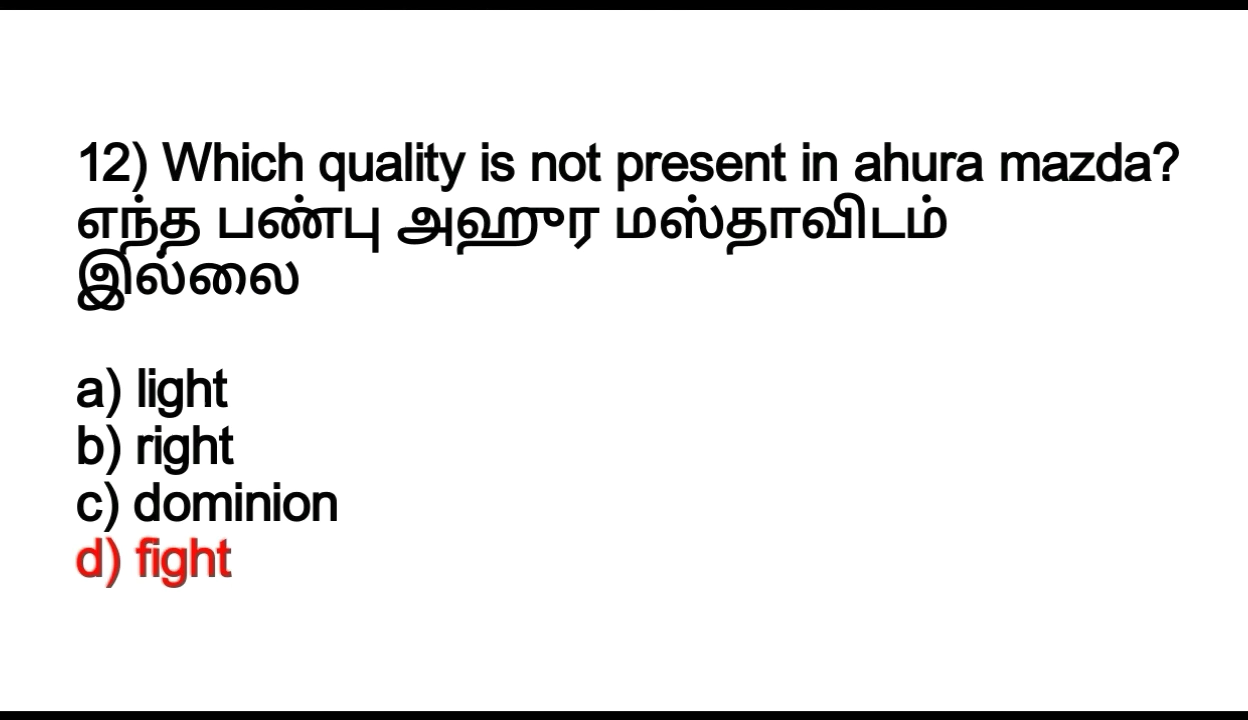 12) Which quality is not present in ahura mazda?
எந்த பண்பு அஹுர மஸ்தாவிடம்
இல்லை
a) light
b) right
c) dominion
d) fight